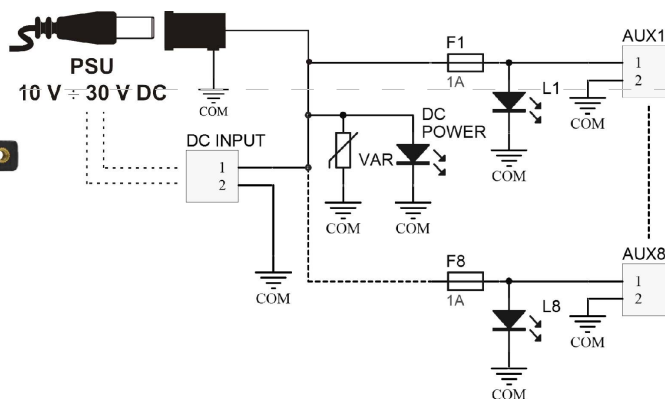 AUX1
F1
PSU
1
1A
2
10 V ÷ 30 V DC
L1
COM
COM
DC
POWER
DC INPUT
VAR
1
COM
2
COM
COM
AUX8
F8
COM
1
1A
2
L8
COM
COM